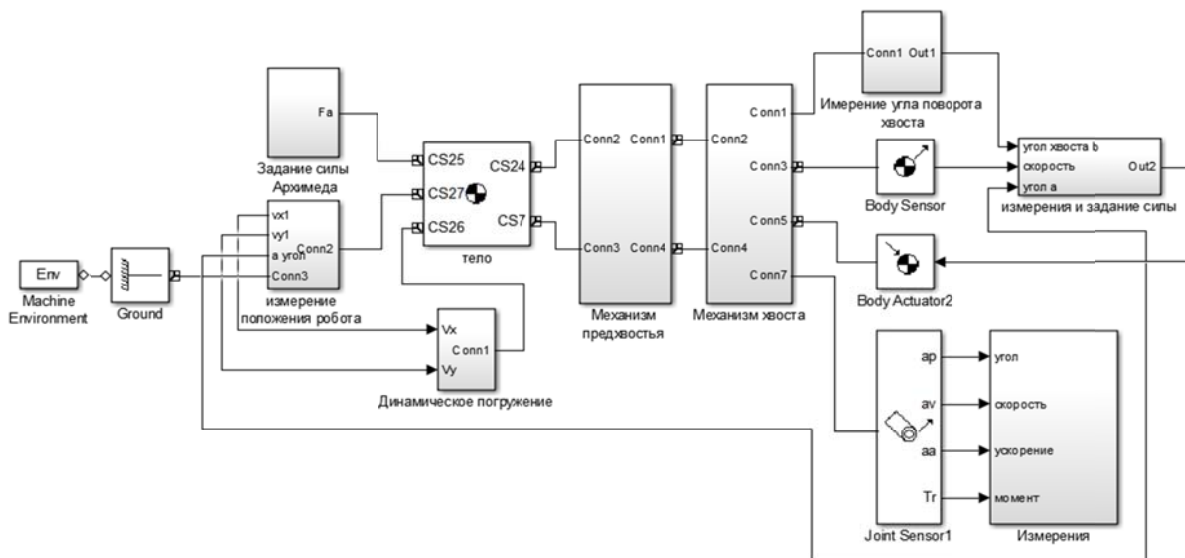 Fa
Задание силы
Архимеда
vx1
vy1
а угол
Conn3
Conn2
измерение
положения робота
Env
Machine
Environment
Ground
CS25
CS27
CS26
CS24
CS7
тело
Vx
Vy
Conn1
Динамическое погружение
Conn2
Conn3
Conn1
Conn4
Механизм
предхвостья
Conn2
Conn4
Conn1
Conn3
Conn5
Conn7
Механизм хвоста
Conn1
Out1
Имерение угла поворота
хвоста
Body Sensor
угол хвоста b
скорость
угол а
Out2
измерения и задание силы
Body Actuator2
ap
av
aa
Tr
Joint Sensor1
угол
скорость
ускорение
момент
Измерения